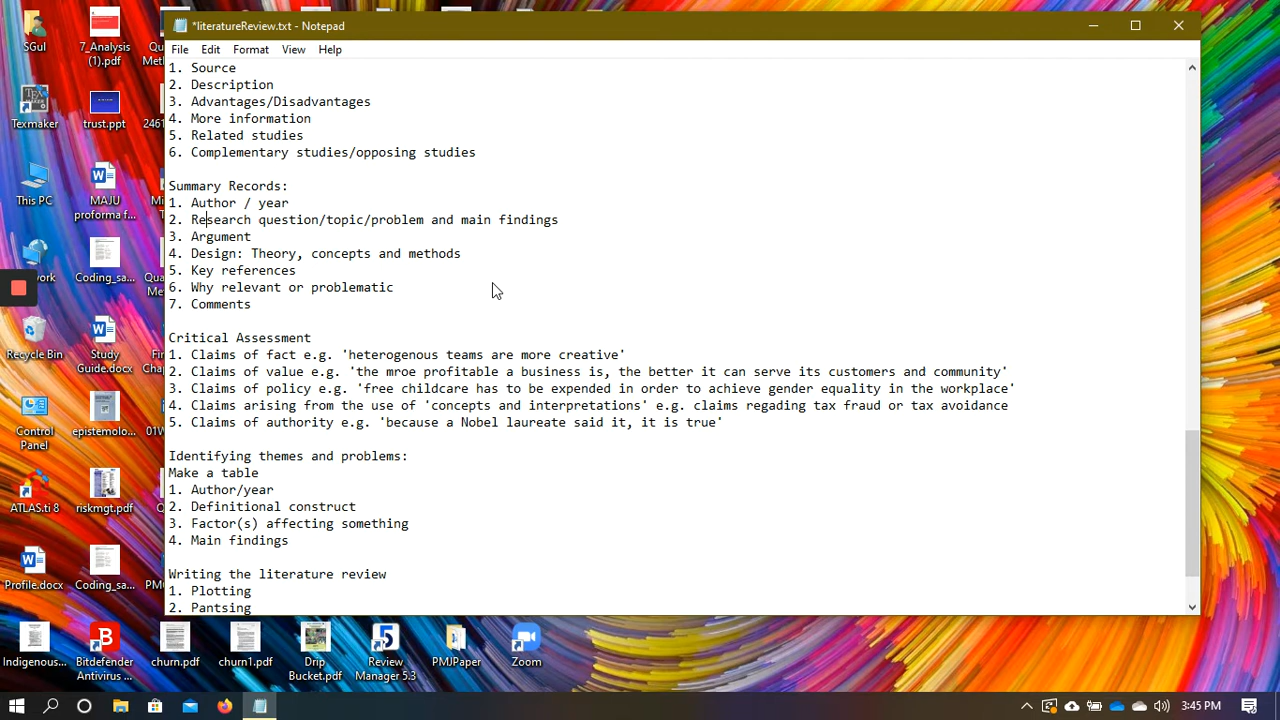 *literatureReview.txt - Notepad
File Edit Format View Help
1. Source
2. Description
3. Advantages/Disadvantages
4. More information
5. Related studies
6. Complementary studies/opposing studies
Summary Records:
1. Author / year
2. Research question/topic/problem and main findings
3. Argument
4. Design: Theory, concepts and methods
5. Key references
6. Why relevant or problematic
7. Comments
Critical Assessment
1. Claims of fact e.g. 'heterogenous teams are more creative'
2. Claims of value e.g. 'the mroe profitable a business is, the better it can serve its customers and community'
3. Claims of policy e.g. 'free childcare has to be expended in order to achieve gender equality in the workplace'
4. Claims arising from the use of 'concepts and interpretations' e.g. claims regading tax fraud or tax avoidance
5. Claims of authority e.g. 'because a Nobel laureate said it, it is true'
Identifying themes and problems:
Make a table
1. Author/year
2. Definitional construct
3. Factor(s) affecting something
4. Main findings
Writing the literature review
1. Plotting
2. Pantsing
SGul
7_Analysis
(1).pdf
Texmaker
trust.ppt
This PC
MAJU
proforma f...
Coding_sa...
Recycle Bin
Study
Guide.docx
Control
Panel
epistemolo...
ATLAS.ti 8
riskmgt.pdf
Profile.docx
Coding_sa...
Indigenous...
Bitdefender
Antivirus ...
churn.pdf
churn1.pdf
Drip
Bucket.pdf
Review
Manager 5.3
PMJPaper
Zoom
3:45 PM